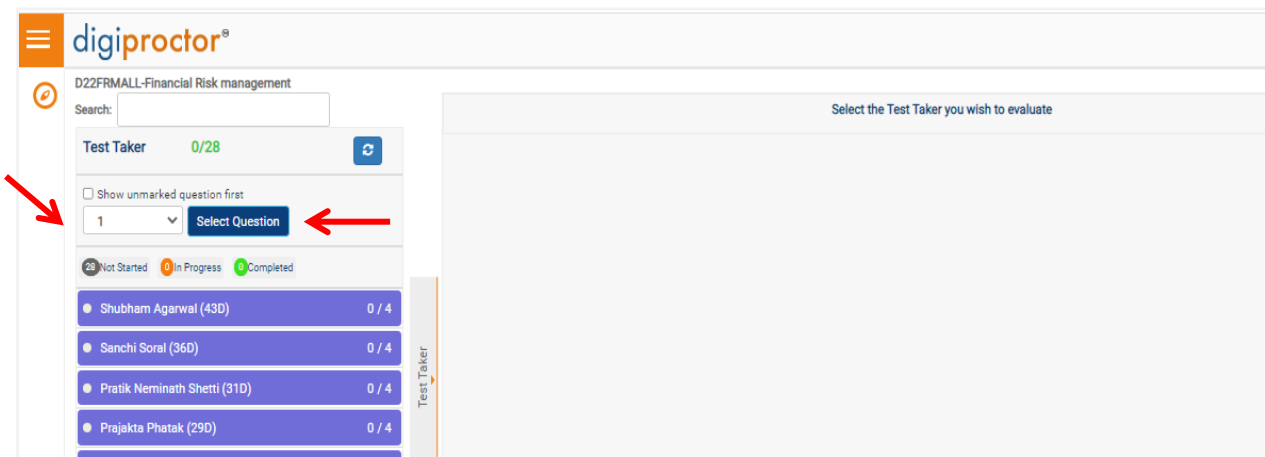 digiproctor®
D22FRMALL-Financial Risk management
Search:
Select the Test Taker you wish to evaluate
Test Taker 0/28
Show unmarked question first
1 Select Question
28 Not Started 0 In Progress 0 Completed
Shubham Agarwal (43D) 0 / 4
Sanchi Soral (36D) 0 / 4
Pratik Neminath Shetti (31D) 0 / 4
Prajakta Phatak (29D) 0 / 4
Test Taker